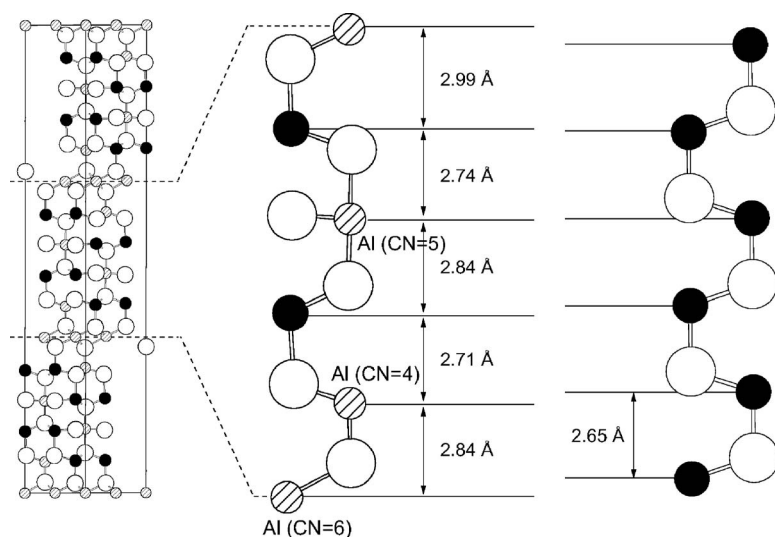 2.99 Å
2.74 Å
Al (CN=5)
2.84 Å
Al (CN=4)
2.71 Å
2.65 Å
2.84 Å
Al (CN=6)